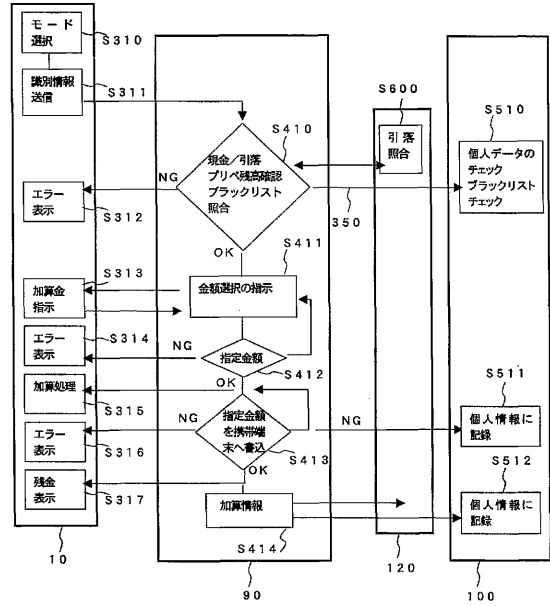 モード
選択
S310
識別情報
送信
S311
エラー
表示
S312
S313
加算金
指示
S314
エラー
表示
加算処理
S315
エラー
表示
S316
残金
表示
S317
10
S410
現金／引落
プリペ残高確認
ブラックリスト
照合
NG
OK
S411
金額選択の指示
NG
指定金額
S412
OK
NG
指定金額
を携帯端
末へ書込
NG
S413
OK
加算情報
S414
90
S600
引落
照合
350
120
S510
個人データの
チェック
ブラックリスト
チェック
S511
個人情報に
記録
S512
個人情報に
記録
100